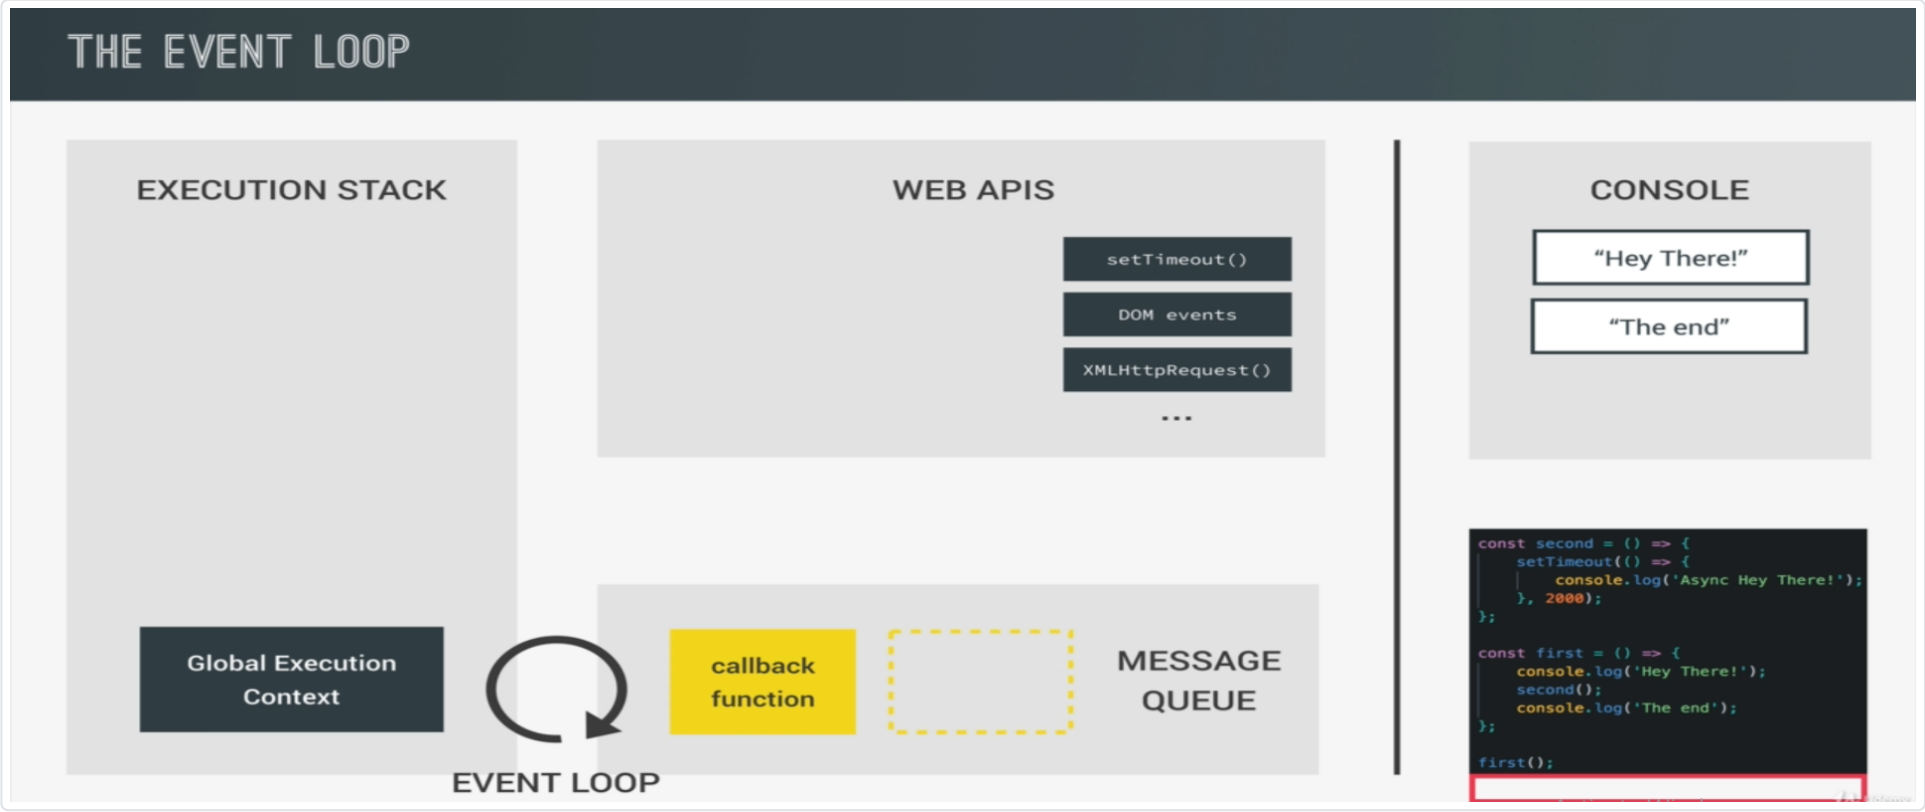 THE EVENT LOOP
EXECUTION STACK
Global Execution
Context
EVENT LOOP
WEB APIS
setTimeout()
DOM events
XMLHttpRequest()
...
callback
function
MESSAGE
QUEUE
CONSOLE
“Hey There!”
“The end”
const second = () => {
    setTimeout(() => {
        console.log('Async Hey There!');
    }, 2000);
};
const first = () => {
    console.log('Hey There!');
    second();
    console.log('The end');
};
first();